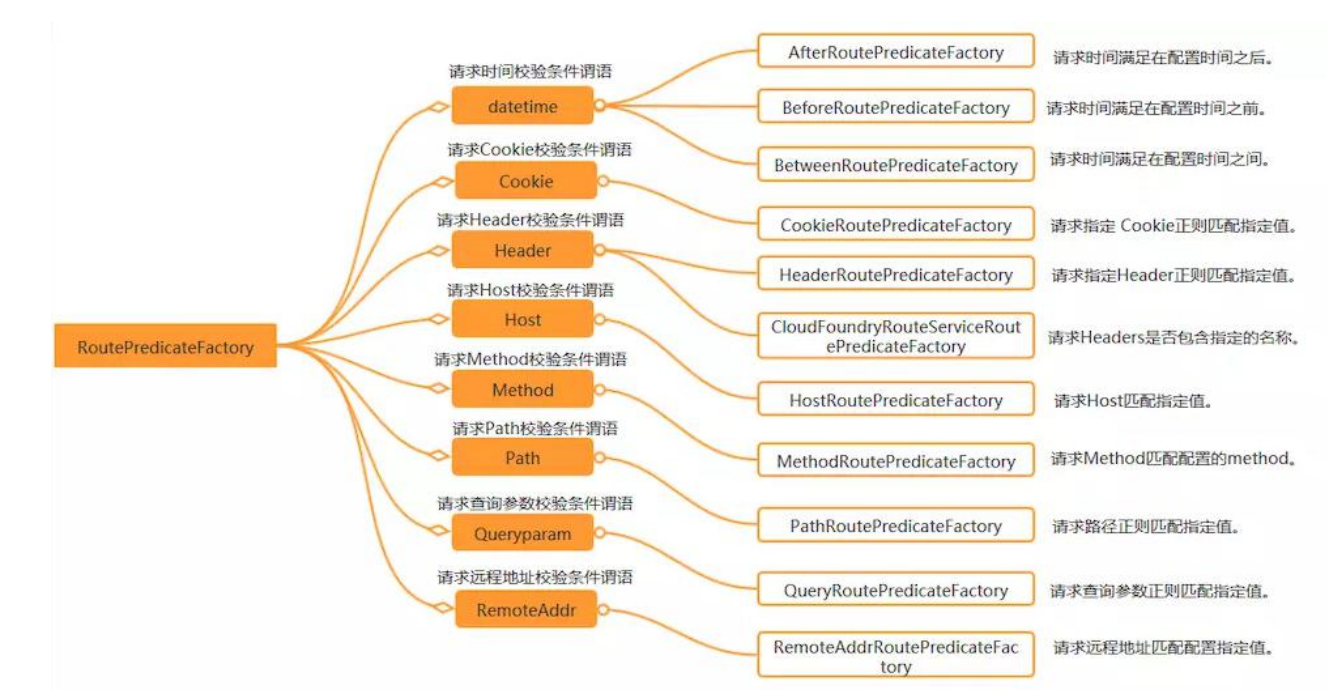 RoutePredicateFactory
请求时间校验条件谓语
datetime
AfterRoutePredicateFactory
请求时间满足在配置时间之后。
BeforeRoutePredicateFactory
请求时间满足在配置时间之前。
BetweenRoutePredicateFactory
请求时间满足在配置时间之间。
请求Cookie校验条件谓语
Cookie
CookieRoutePredicateFactory
请求指定 Cookie正则匹配指定值。
请求Header校验条件谓语
Header
HeaderRoutePredicateFactory
请求指定Header正则匹配指定值。
CloudFoundryRouteServiceRout
ePredicateFactory
请求Headers是否包含指定的名称。
请求Host校验条件谓语
Host
HostRoutePredicateFactory
请求Host匹配指定值。
请求Method校验条件谓语
Method
MethodRoutePredicateFactory
请求Method匹配配置的method。
请求Path校验条件谓语
Path
PathRoutePredicateFactory
请求路径正则匹配指定值。
请求查询参数校验条件谓语
Queryparam
QueryRoutePredicateFactory
请求查询参数正则匹配指定值。
请求远程地址校验条件谓语
RemoteAddr
RemoteAddrRoutePredicateFac
tory
请求远程地址匹配配置指定值。